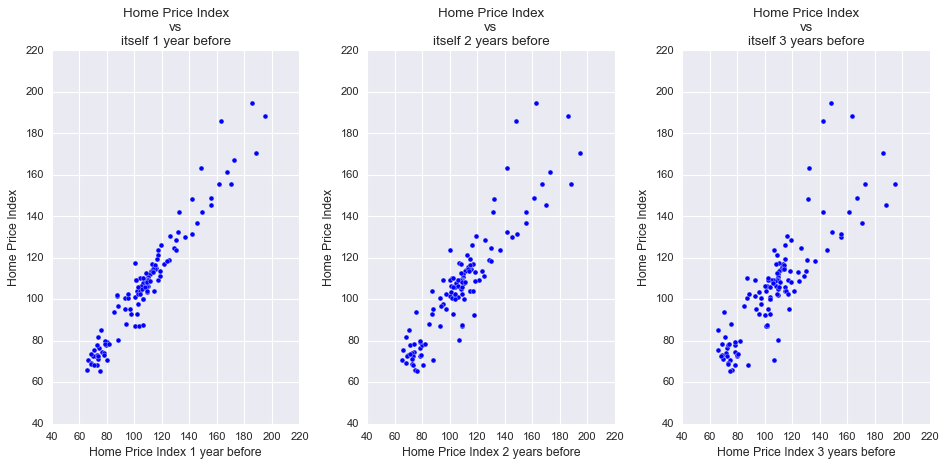 Home Price Index
vs
itself 1 year before
220
200
180
160
140
120
100
80
60
40
40 60 80 100 120 140 160 180 200 220
Home Price Index
Home Price Index 1 year before
Home Price Index
vs
itself 2 years before
220
200
180
160
140
120
100
80
60
40
40 60 80 100 120 140 160 180 200 220
Home Price Index
Home Price Index 2 years before
Home Price Index
vs
itself 3 years before
220
200
180
160
140
120
100
80
60
40
40 60 80 100 120 140 160 180 200 220
Home Price Index
Home Price Index 3 years before